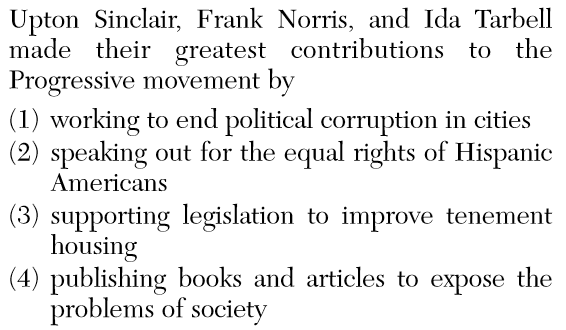 Upton Sinclair, Frank Norris, and Ida Tarbell
made their greatest contributions to the
Progressive movement by
(1) working to end political corruption in cities
(2) speaking out for the equal rights of Hispanic
Americans
(3) supporting legislation to improve tenement
housing
(4) publishing books and articles to expose the
problems of society